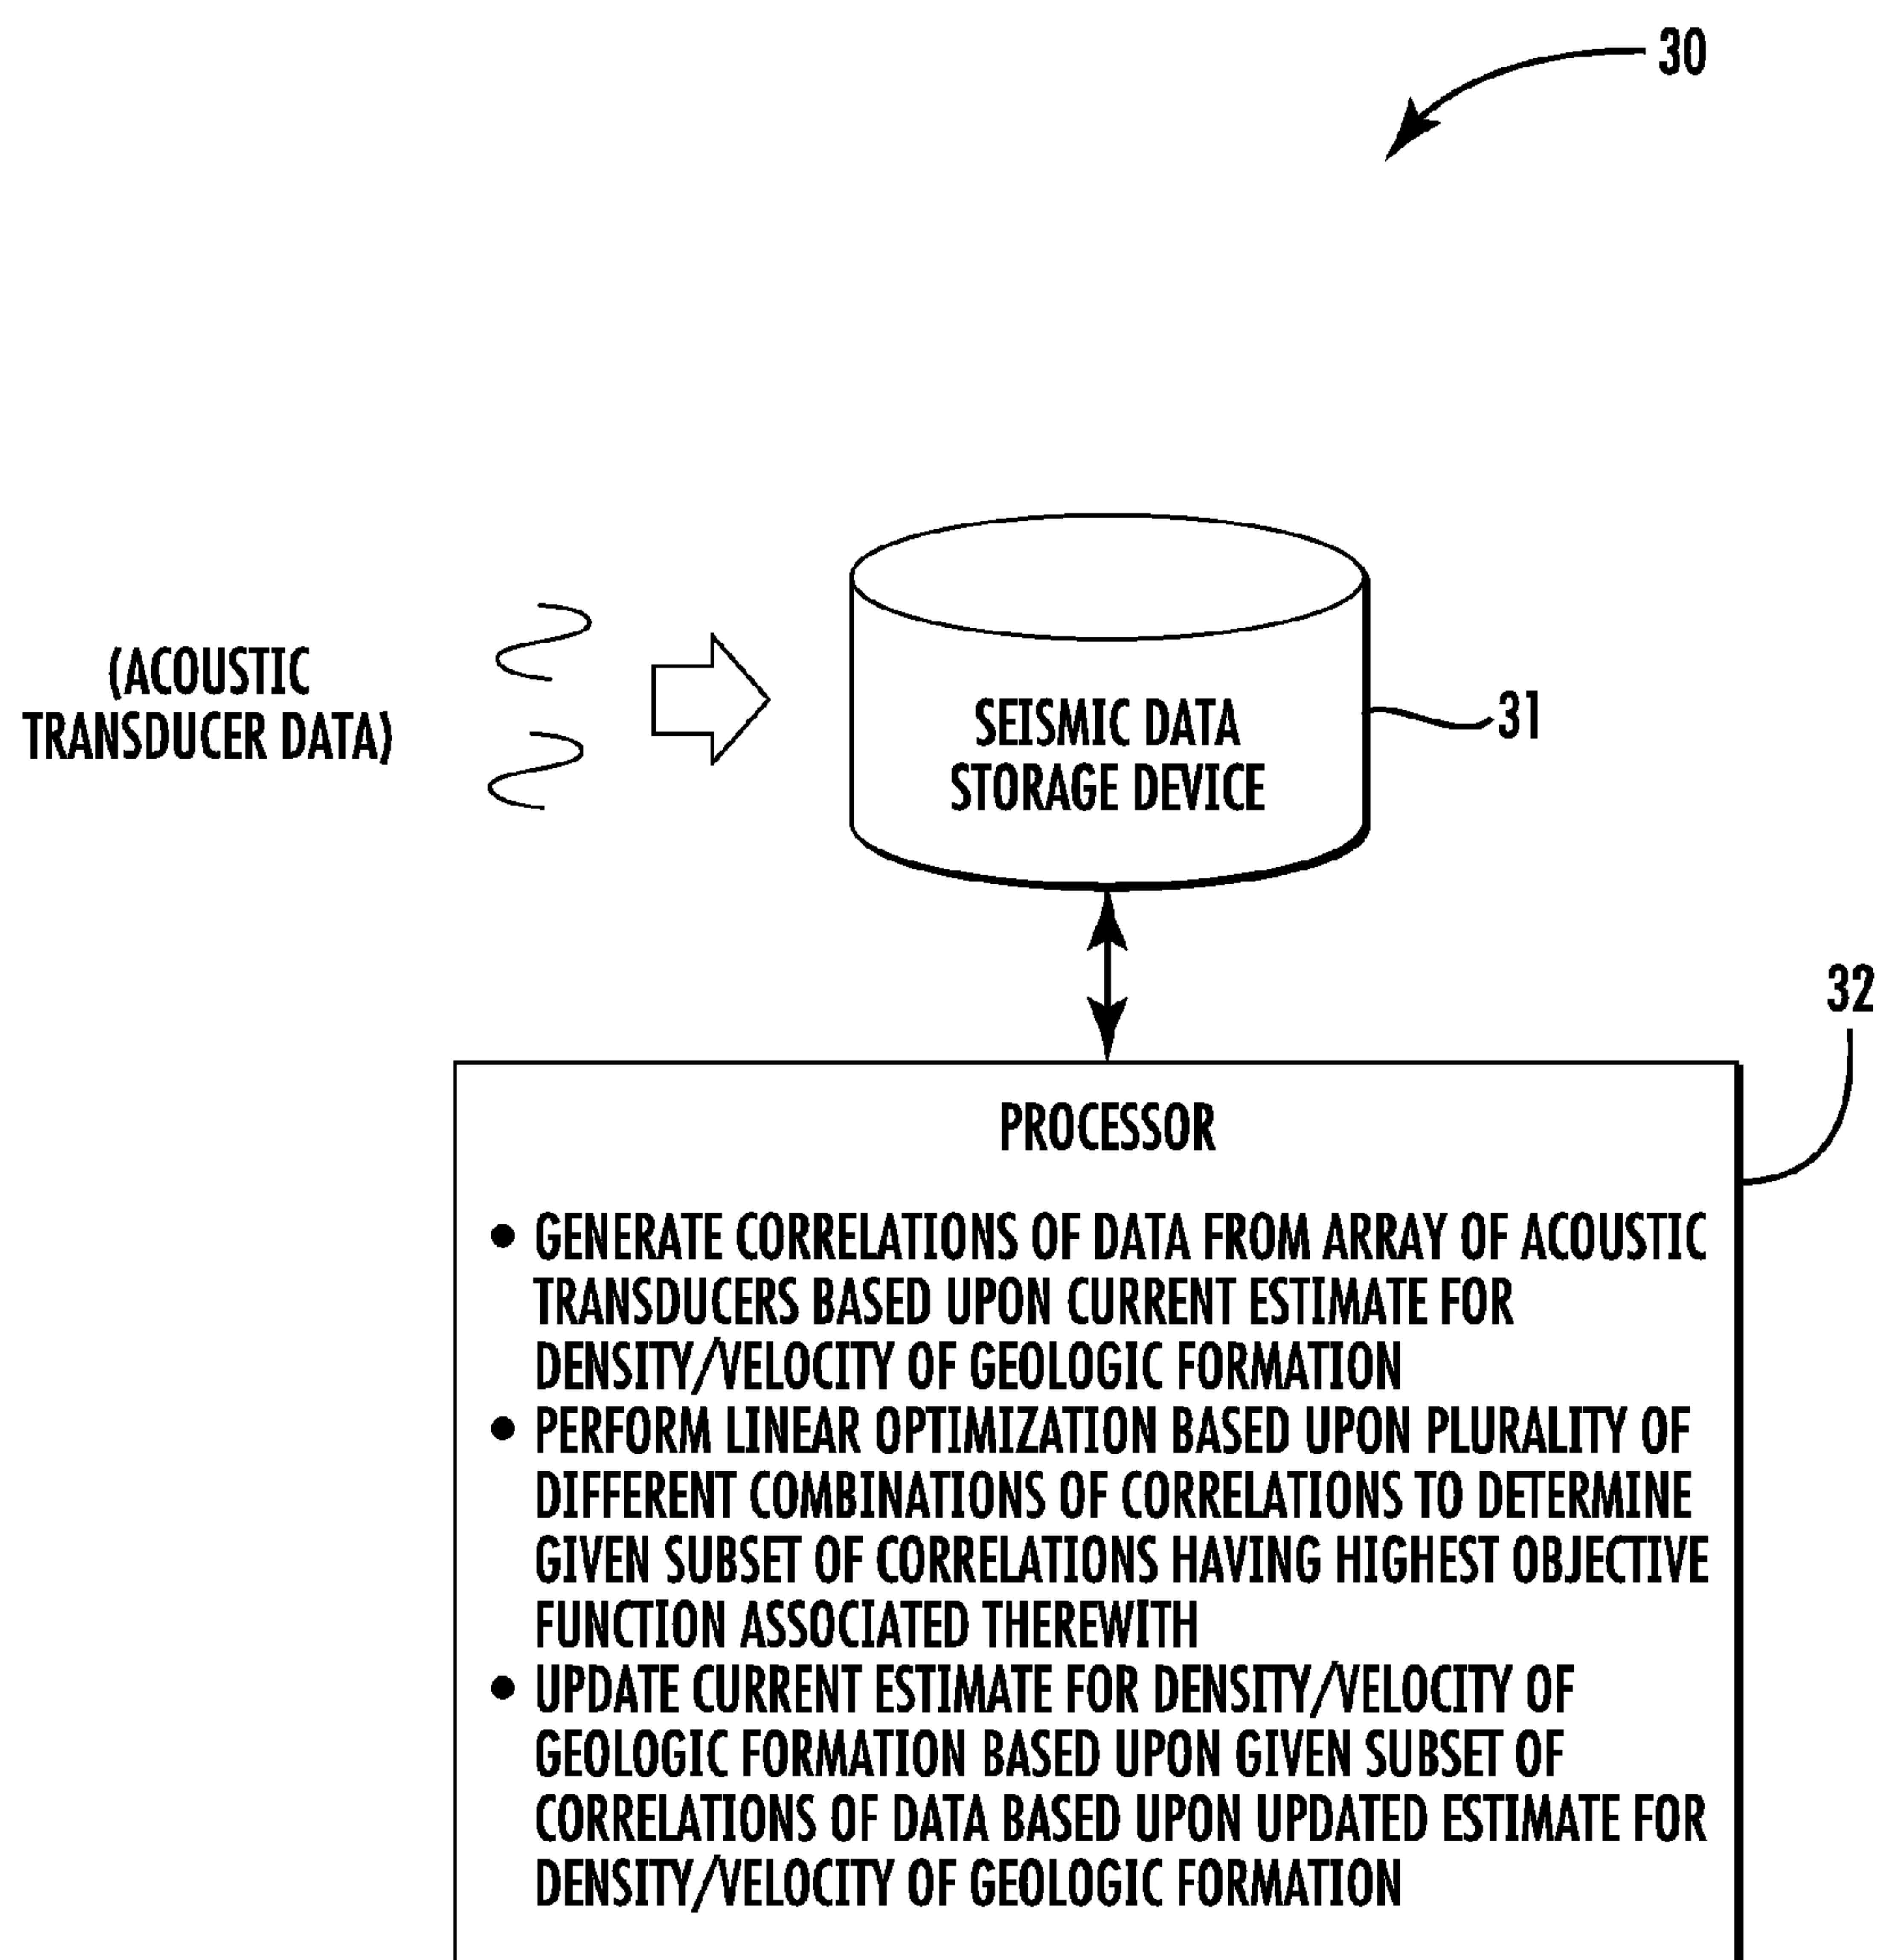 30
(ACOUSTIC
TRANSDUCER DATA)
SEISMIC DATA
STORAGE DEVICE
31
32
PROCESSOR
• GENERATE CORRELATIONS OF DATA FROM ARRAY OF ACOUSTIC
TRANSDUCERS BASED UPON CURRENT ESTIMATE FOR
DENSITY/VELOCITY OF GEOLOGIC FORMATION
• PERFORM LINEAR OPTIMIZATION BASED UPON PLURALITY OF
DIFFERENT COMBINATIONS OF CORRELATIONS TO DETERMINE
GIVEN SUBSET OF CORRELATIONS HAVING HIGHEST OBJECTIVE
FUNCTION ASSOCIATED THEREWITH
• UPDATE CURRENT ESTIMATE FOR DENSITY/VELOCITY OF
GEOLOGIC FORMATION BASED UPON GIVEN SUBSET OF
CORRELATIONS OF DATA BASED UPON UPDATED ESTIMATE FOR
DENSITY/VELOCITY OF GEOLOGIC FORMATION